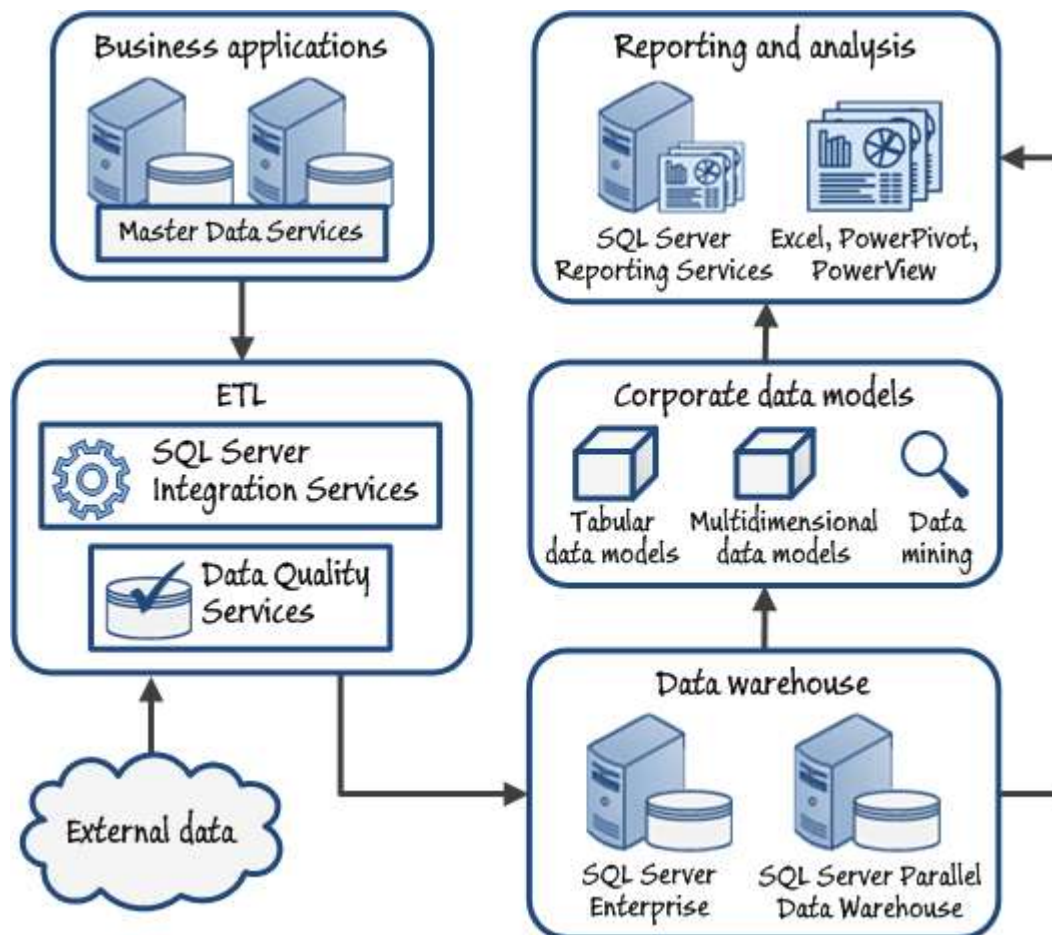 Business applications
Master Data Services
ETL
SQL Server
Integration Services
Data Quality
Services
External data
Reporting and analysis
SQL Server
Reporting Services
Excel, PowerPivot,
PowerView
Corporate data models
Tabular
data models
Multidimensional
data models
Data
mining
Data warehouse
SQL Server
Enterprise
SQL Server Parallel
Data Warehouse